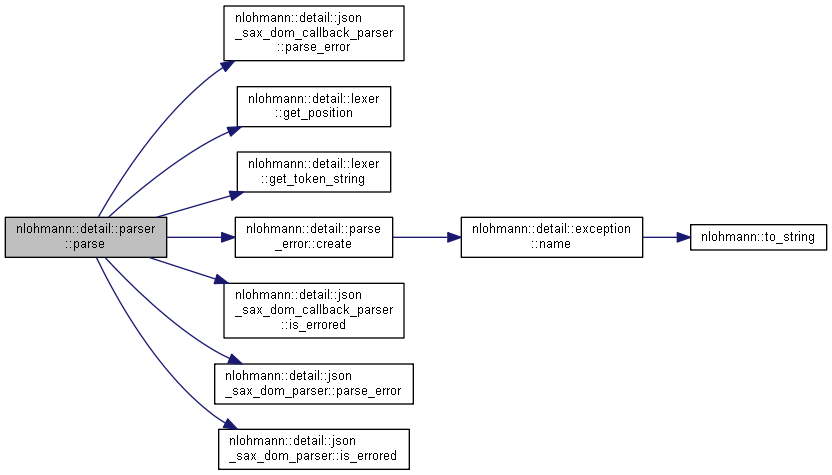 nlohmann::detail::json
_sax_dom_callback_parser
::parse_error
nlohmann::detail::lexer
::get_position
nlohmann::detail::lexer
::get_token_string
nlohmann::detail::parser
::parse
nlohmann::detail::parse
_error::create
nlohmann::detail::exception
::name
nlohmann::to_string
nlohmann::detail::json
_sax_dom_callback_parser
::is_errored
nlohmann::detail::json
_sax_dom_parser::parse_error
nlohmann::detail::json
_sax_dom_parser::is_errored